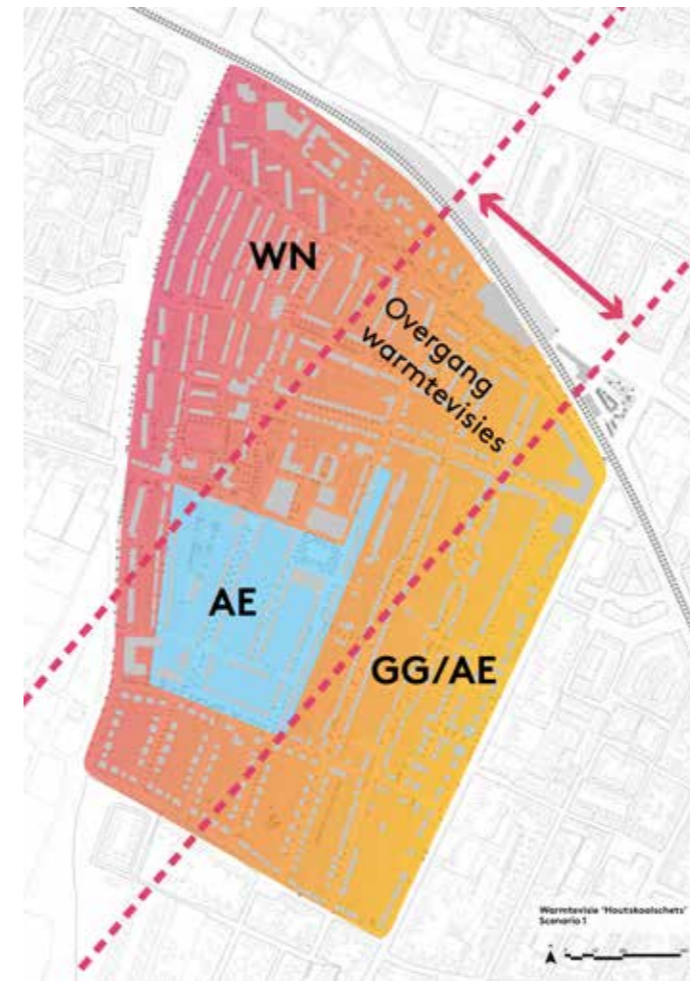 WN
Overgang
warmtevisies
AE
GG/AE
Warmtevisie "Houtskoolschets"
Scenario 1